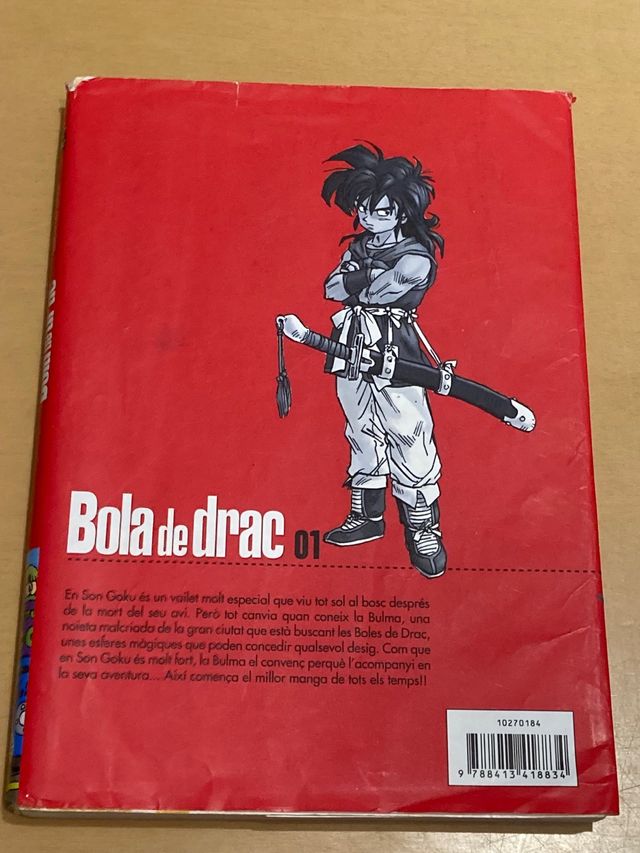 Bola de drac 01
En Son Goku és un vailet molt especial que viu tot sol al bosc després
de la mort del seu avi. Però tot canvia quan coneix la Bulma, una
noieta malcriada de la gran ciutat que està buscant les Boles de Drac,
unes esferes màgiques que poden concedir qualsevol desig. Com que
en Son Goku és molt fort, la Bulma el convenç perquè l'acompanyi en
la seva aventura... Així comença el millor manga de tots els temps!!
10270184
9 788413 418834